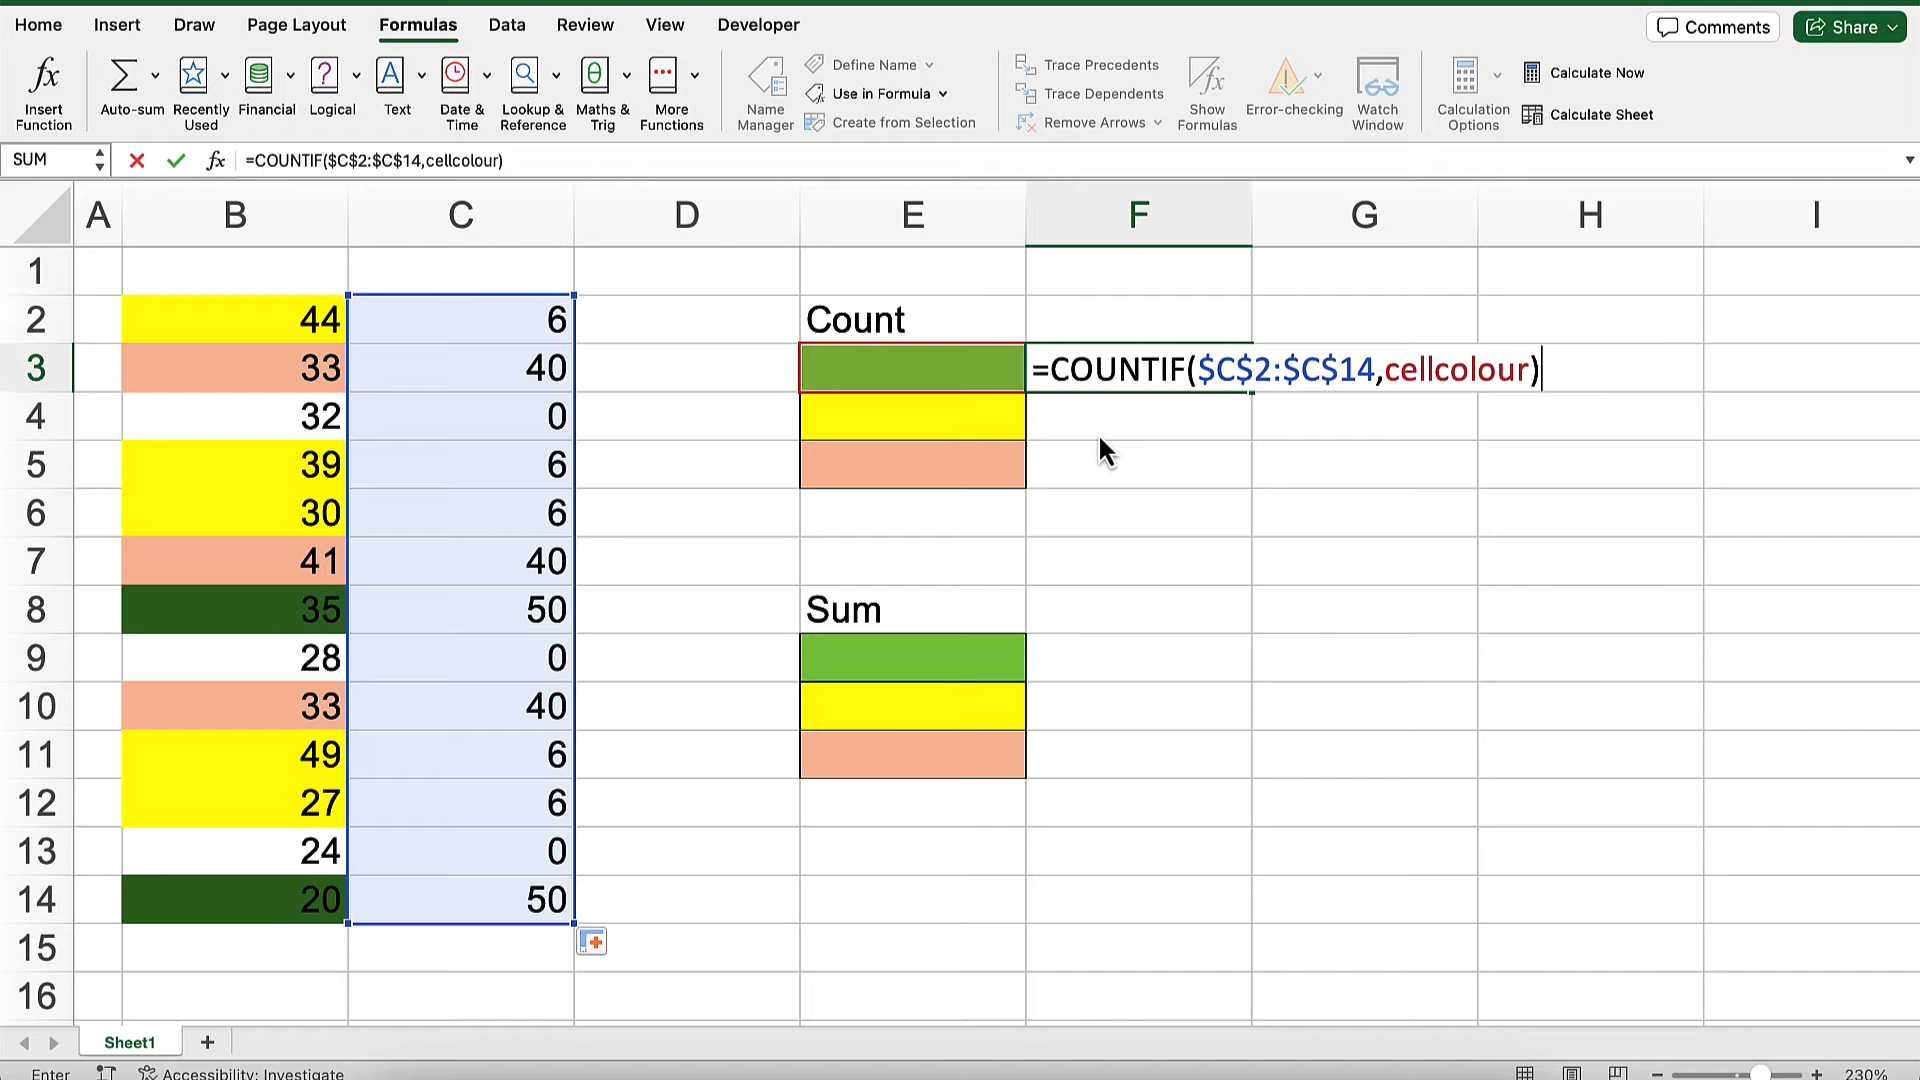 Home Insert Draw Page Layout Formulas Data Review View Developer Comments Share
Insert Function
Auto-sum
Recently Used
Financial
Logical
Text
Date & Time
Lookup & Reference
Maths & Trig
More Functions
Name Manager
Define Name
Use in Formula
Create from Selection
Trace Precedents
Trace Dependents
Remove Arrows
Show Formulas
Error-checking
Watch Window
Calculation Options
Calculate Now
Calculate Sheet
SUM fx =COUNTIF($C$2:$C$14,cellcolour)
A B C D E F G H I
1
2 44 6 Count
3 33 40 =COUNTIF($C$2:$C$14,cellcolour)
4 32 0
5 39 6
6 30 6
7 41 40
8 35 50 Sum
9 28 0
10 33 40
11 49 6
12 27 6
13 24 0
14 20 50
15
16
Sheet1 +
Enter Accessibility: Investigate 230%